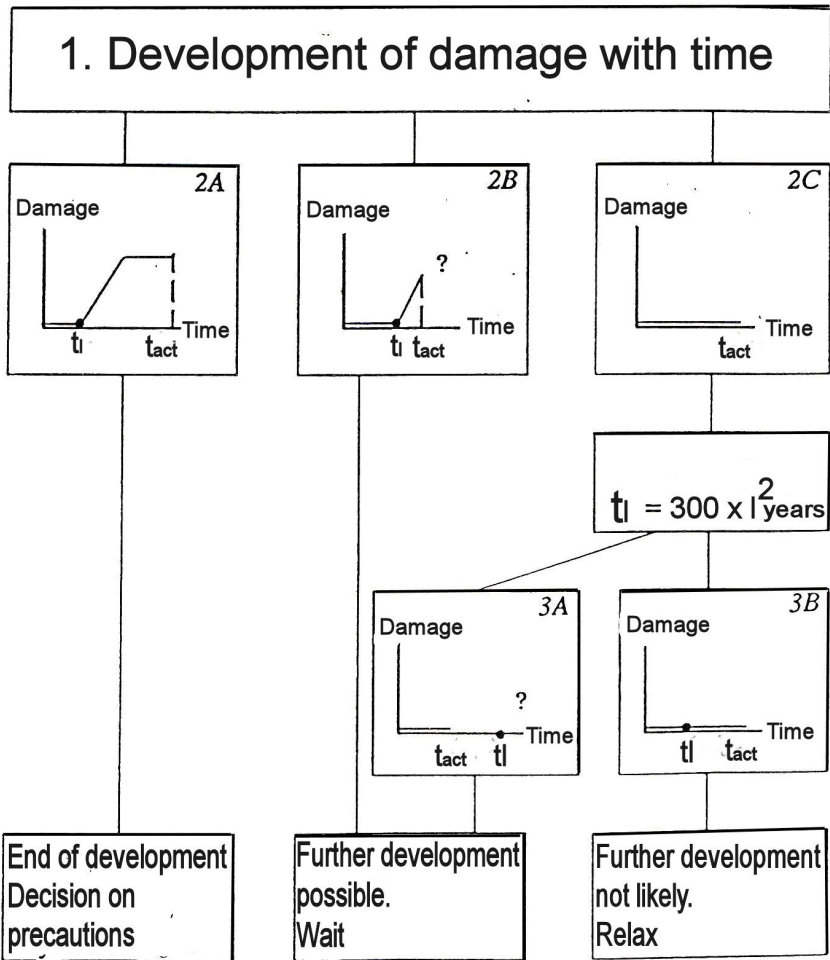 1. Development of damage with time
2A
Damage
Time
tl
tact
2B
Damage
?
Time
tl tact
2C
Damage
Time
tact
tl = 300 x l² years
3A
Damage
?
Time
tact tl
3B
Damage
Time
tl tact
End of development
Decision on
precautions
Further development
possible.
Wait
Further development
not likely.
Relax